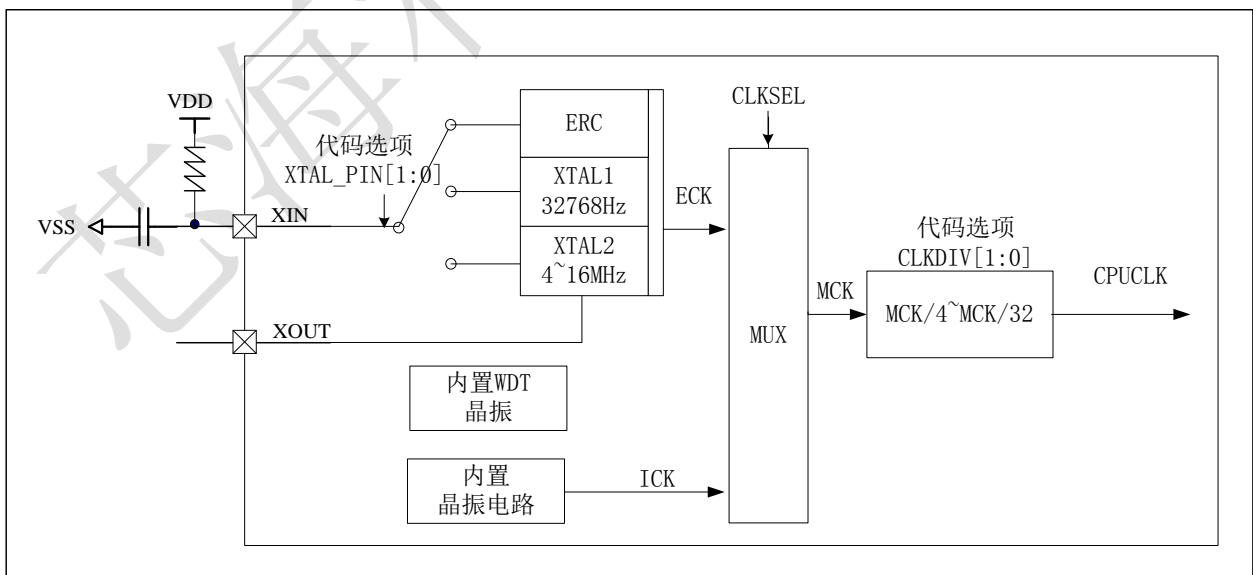 VDD
VSS
XIN
XOUT
代码选项
XTAL_PIN[1:0]
ERC
XTAL1
32768Hz
XTAL2
4~16MHz
ECK
CLKSEL
MUX
MCK
代码选项
CLKDIV[1:0]
MCK/4~MCK/32
CPUCLK
内置WDT
晶振
内置
晶振电路
ICK
芯海